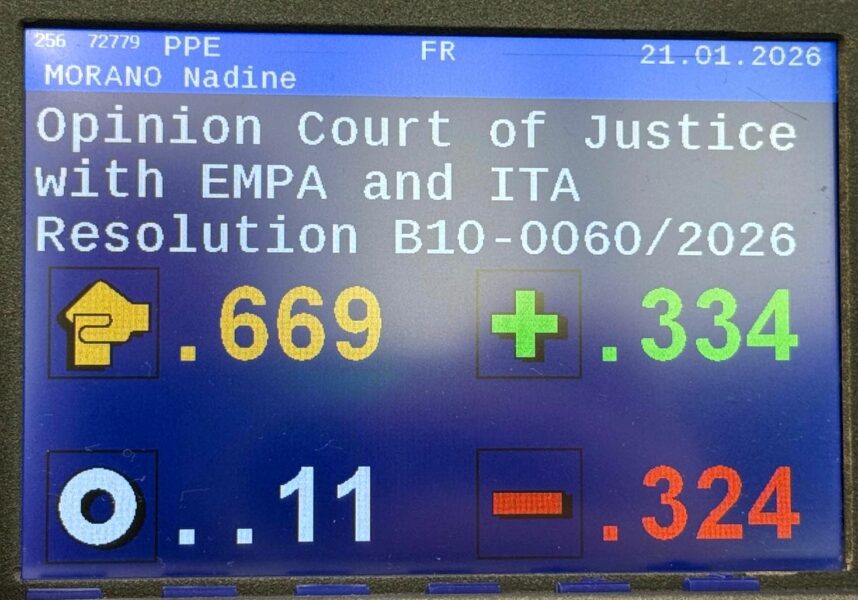 256 72779 PPE FR 21.01.2026
MORANO Nadine
Opinion Court of Justice
with EMPA and ITA
Resolution B10-0060/2026
.669 .334
..11 .324